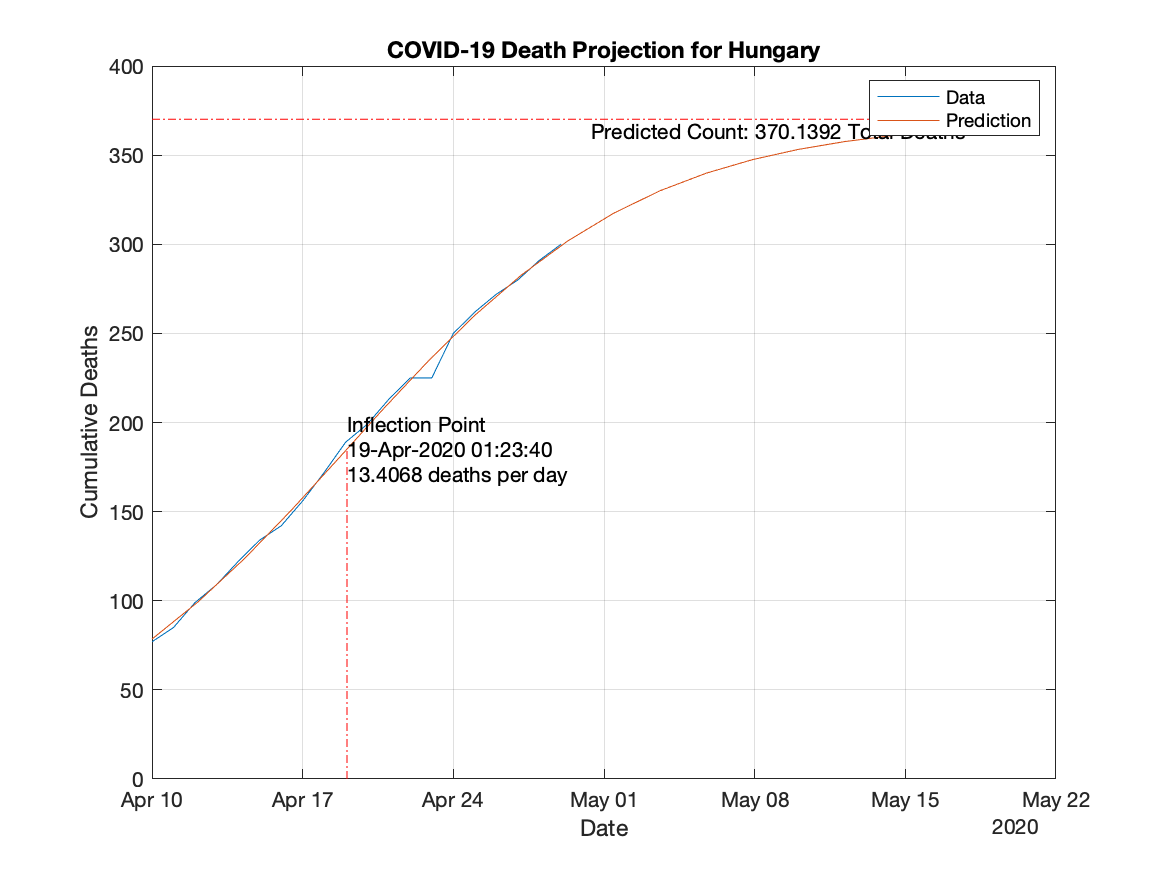 COVID-19 Death Projection for Hungary
400
350
300
250
200
150
100
50
0
Cumulative Deaths
Data
Prediction
Predicted Count: 370.1392 Total Deaths
Inflection Point
19-Apr-2020 01:23:40
13.4068 deaths per day
Apr 10 Apr 17 Apr 24 May 01 May 08 May 15 May 22
Date
2020